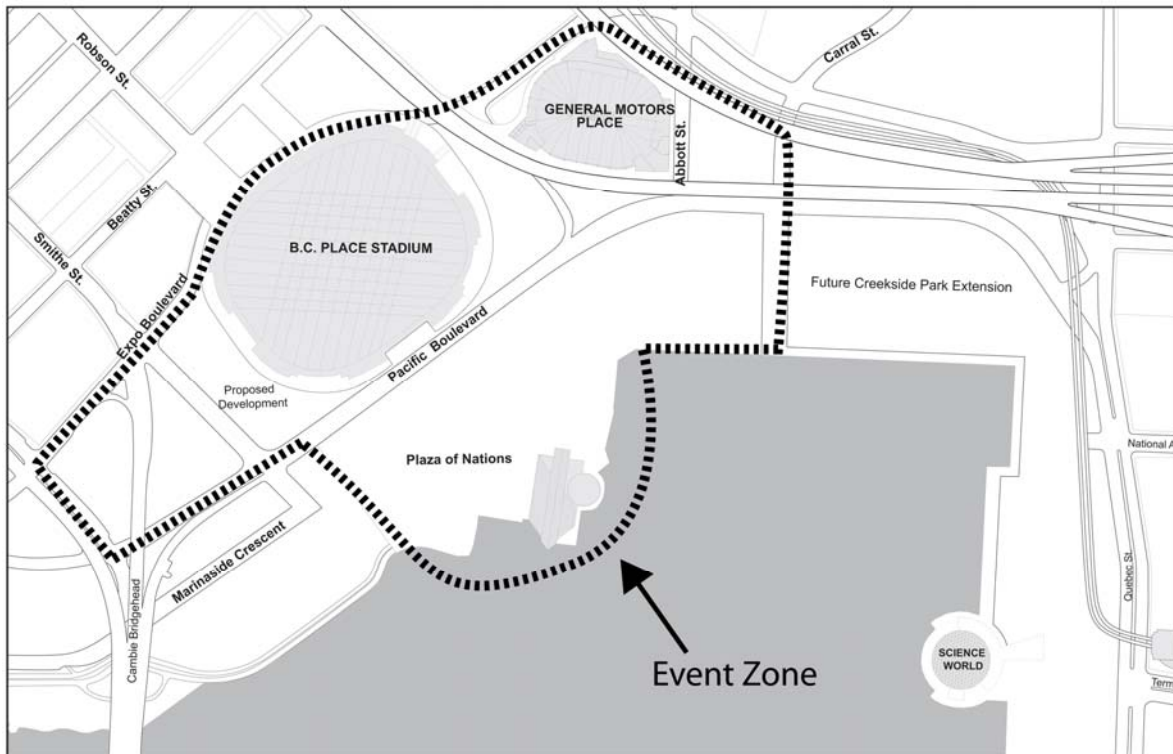 Robson St.
Carral St.
GENERAL MOTORS
PLACE
Abbott St.
Beatty St.
Smithe St.
B.C. PLACE STADIUM
Expo Boulevard
Future Creekside Park Extension
Pacific Boulevard
Proposed
Development
National A
Plaza of Nations
Marinaside Crescent
Quebec St.
Cambie Bridgehead
Event Zone
SCIENCE
WORLD
Term